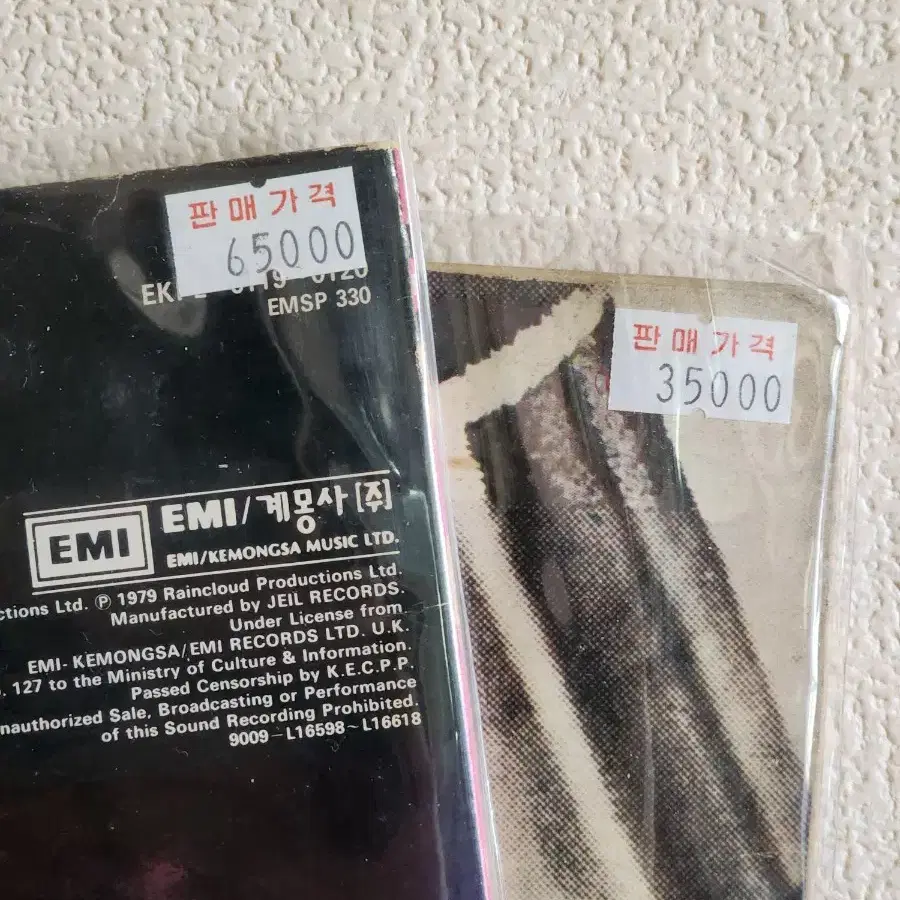 판매가격
65000
EMSP 330
판매가격
35000
EMI
EMI/계몽사 [주]
EMI/KEMONGSA MUSIC LTD.
Ltd. Ⓟ 1979 Raincloud Productions Ltd.
Manufactured by JEIL RECORDS.
Under License from
EMI-KEMONGSA/EMI RECORDS LTD. U.K.
127 to the Ministry of Culture & Information.
Passed Censorship by K.E.C.P.P.
Sale, Broadcasting or Performance
of this Sound Recording Prohibited.
9009-L16598~L16618